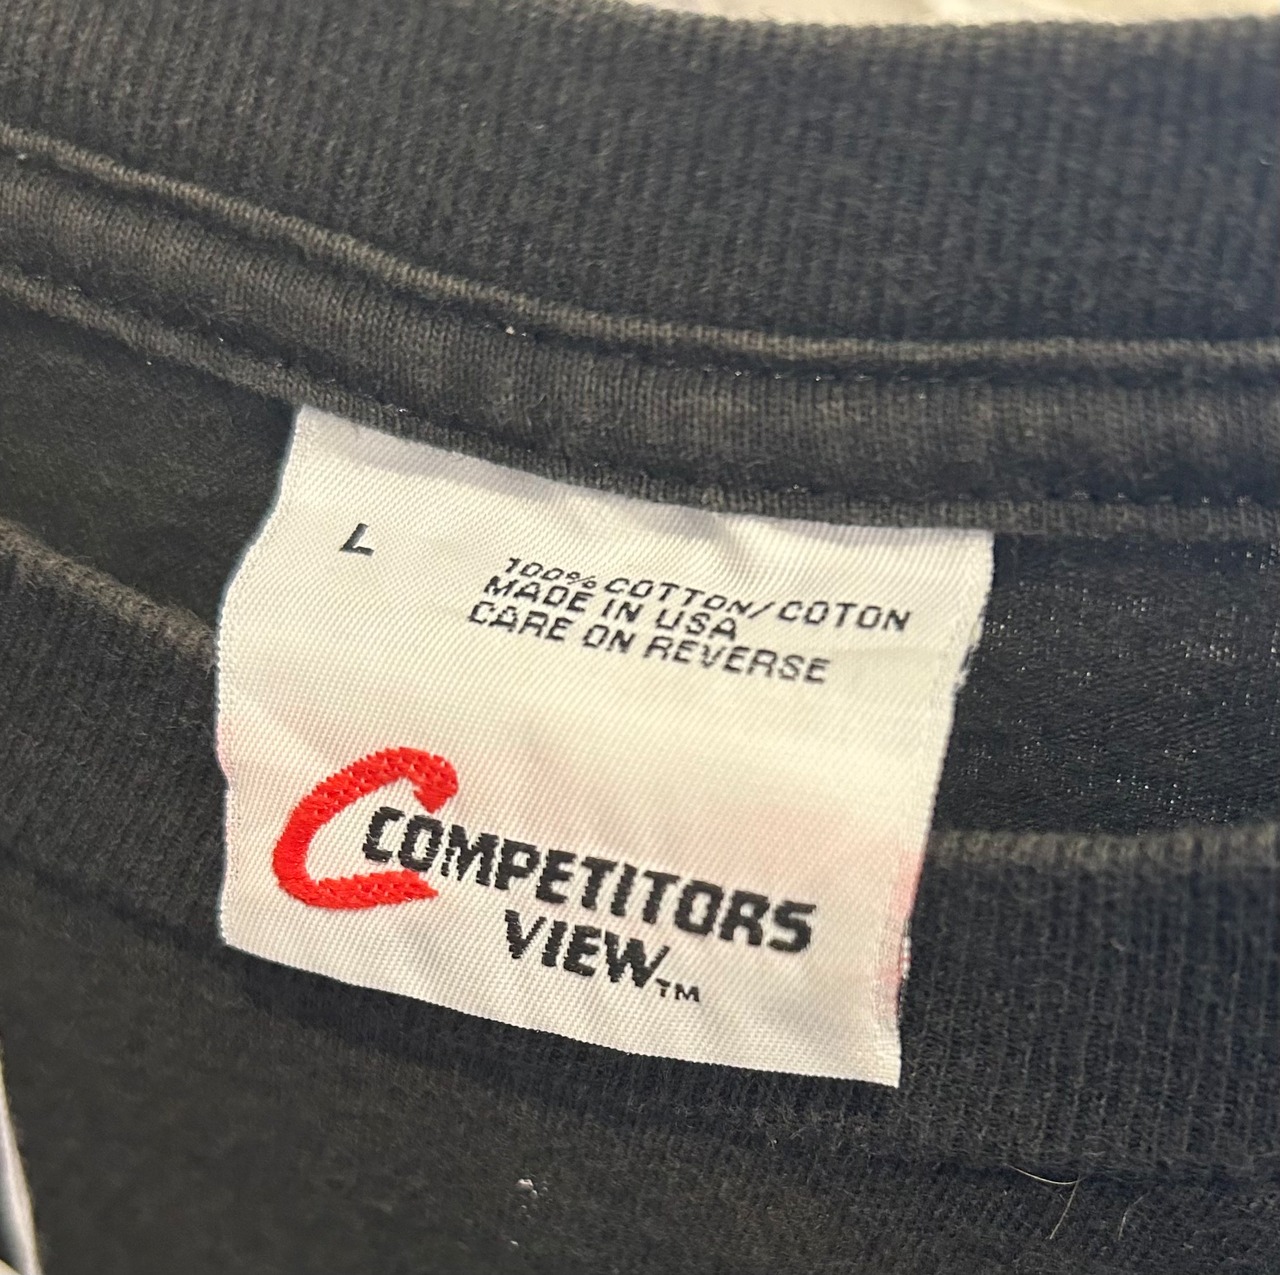 L
100% COTTON/COTON
MADE IN USA
CARE ON REVERSE
C COMPETITORS
VIEW™